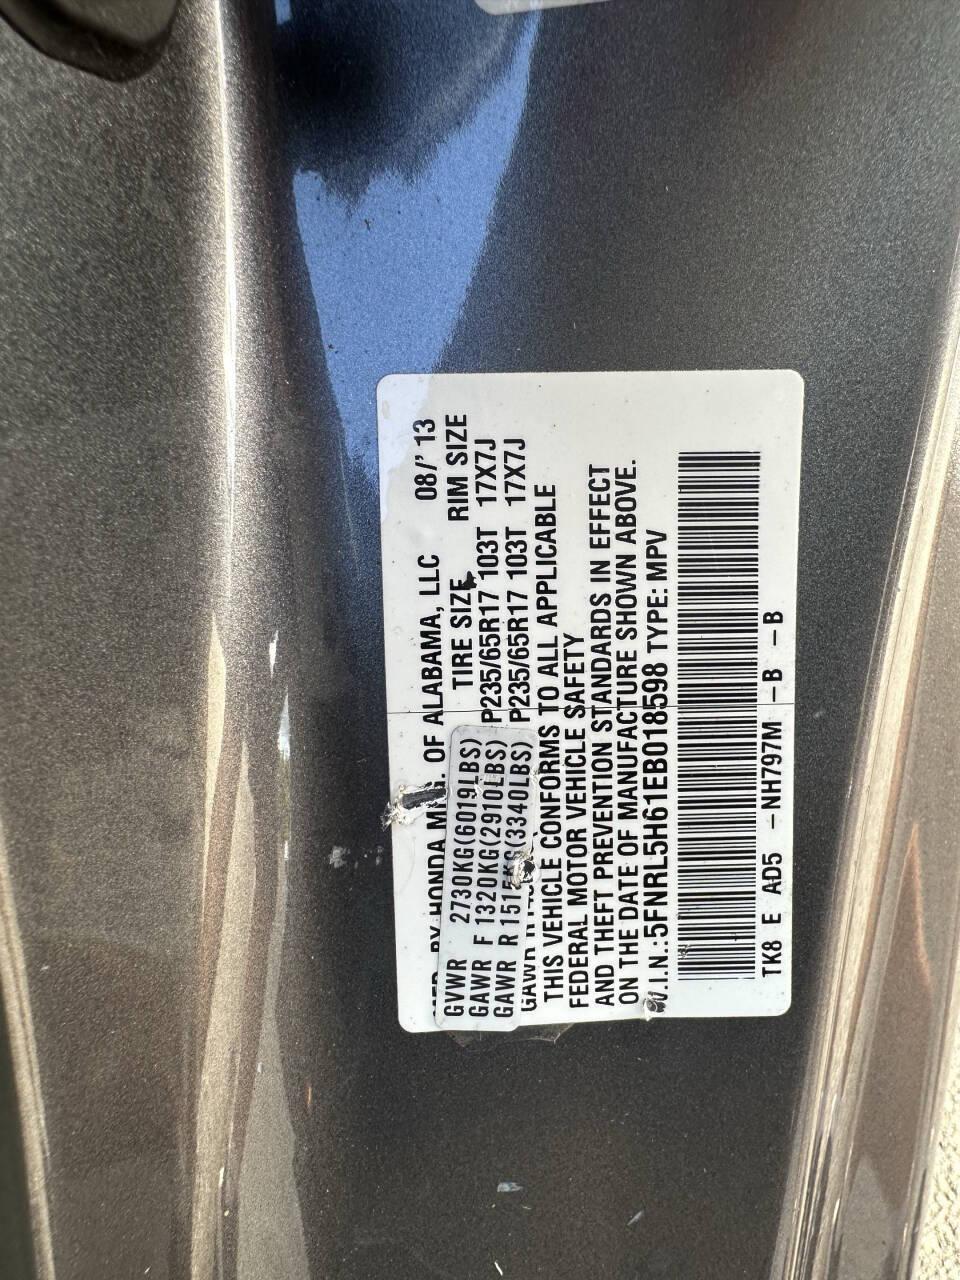 MFD. BY HONDA MFG. OF ALABAMA, LLC 08/'13
TIRE SIZE RIM SIZE
GVWR 2730KG(6019LBS)
GAWR F 1320KG(2910LBS) P235/65R17 103T 17X7J
GAWR R 1515KG(3340LBS) P235/65R17 103T 17X7J
GAWR R
THIS VEHICLE CONFORMS TO ALL APPLICABLE
FEDERAL MOTOR VEHICLE SAFETY
AND THEFT PREVENTION STANDARDS IN EFFECT
ON THE DATE OF MANUFACTURE SHOWN ABOVE.
V.I.N.:5FNRL5H61EB018598 TYPE: MPV
TK8 E AD5 -NH797M -B -B